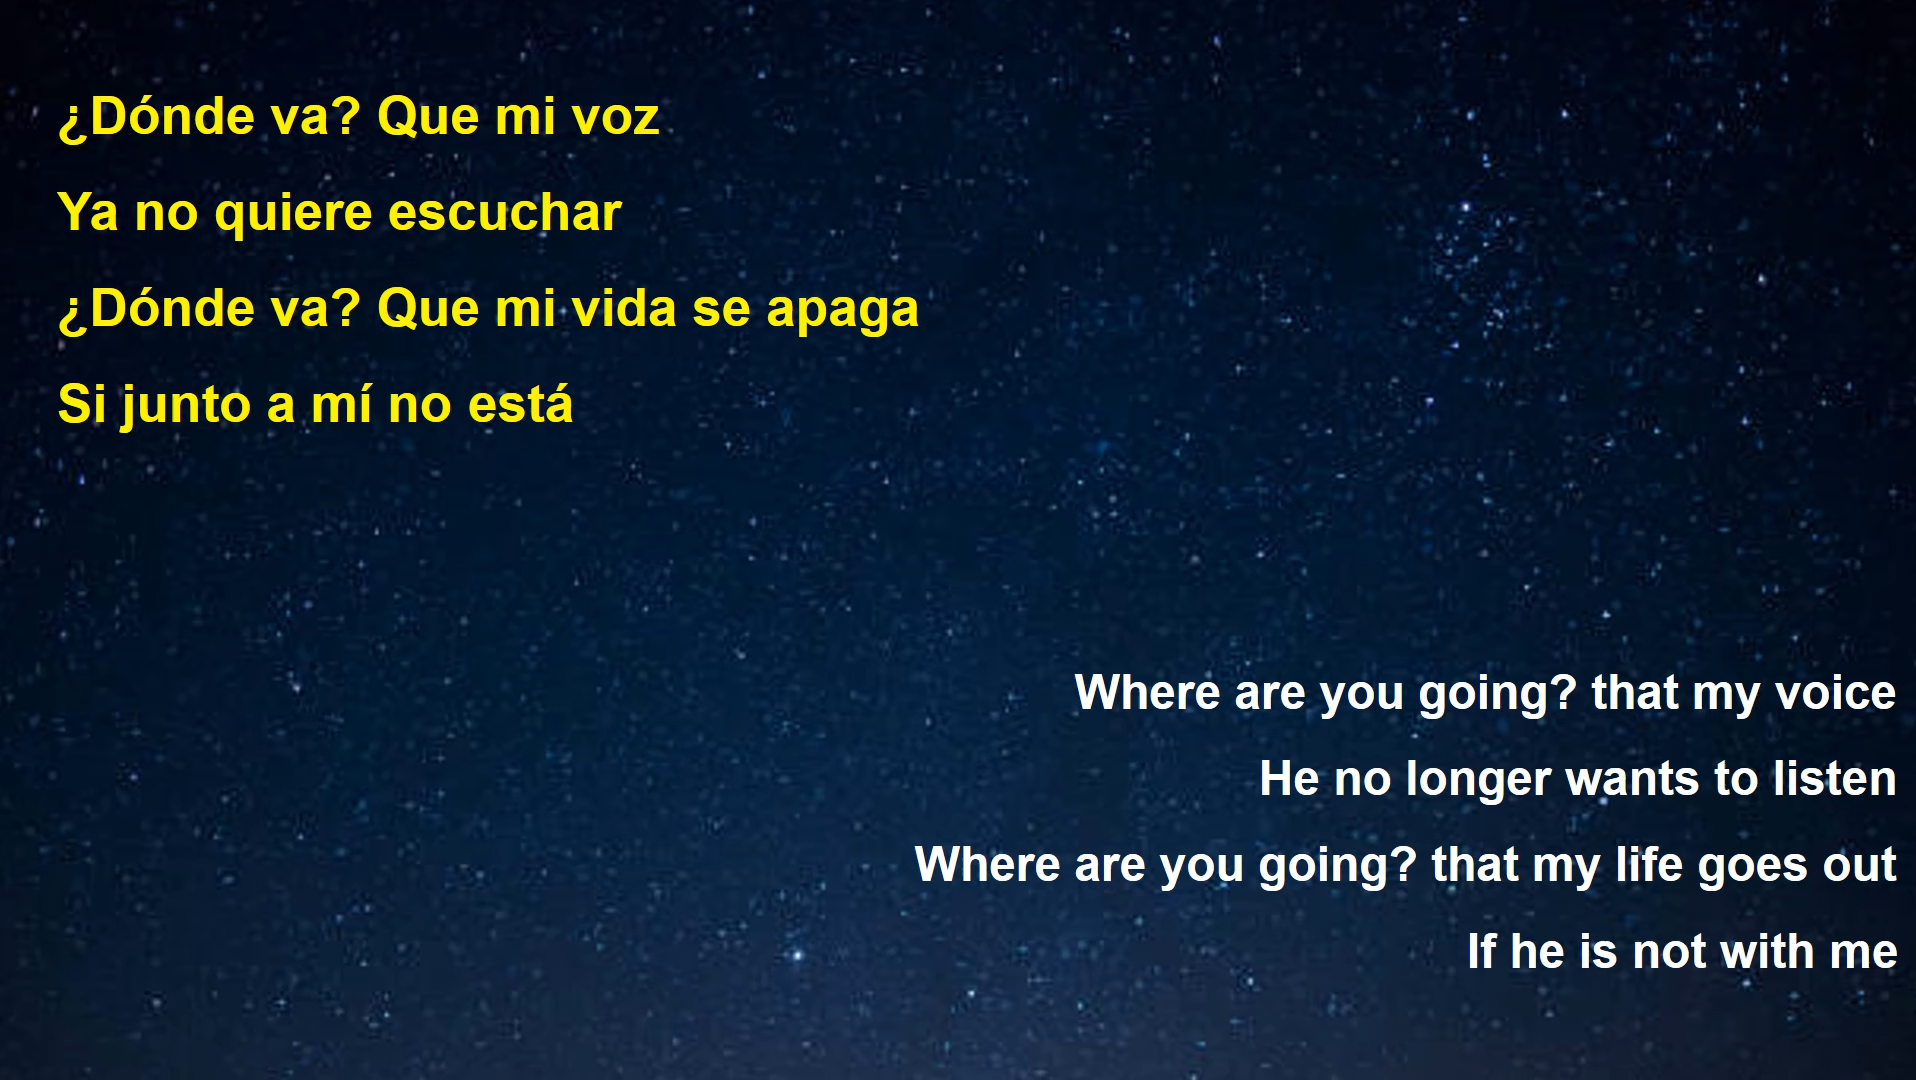 ¿Dónde va? Que mi voz
Ya no quiere escuchar
¿Dónde va? Que mi vida se apaga
Si junto a mí no está
Where are you going? that my voice
He no longer wants to listen
Where are you going? that my life goes out
If he is not with me